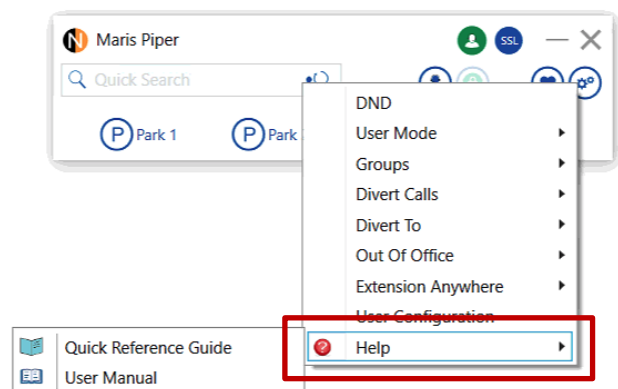 Maris Piper
SSL
Quick Search
P Park 1
P Park
DND
User Mode
Groups
Divert Calls
Divert To
Out Of Office
Extension Anywhere
User Configuration
Help
Quick Reference Guide
User Manual